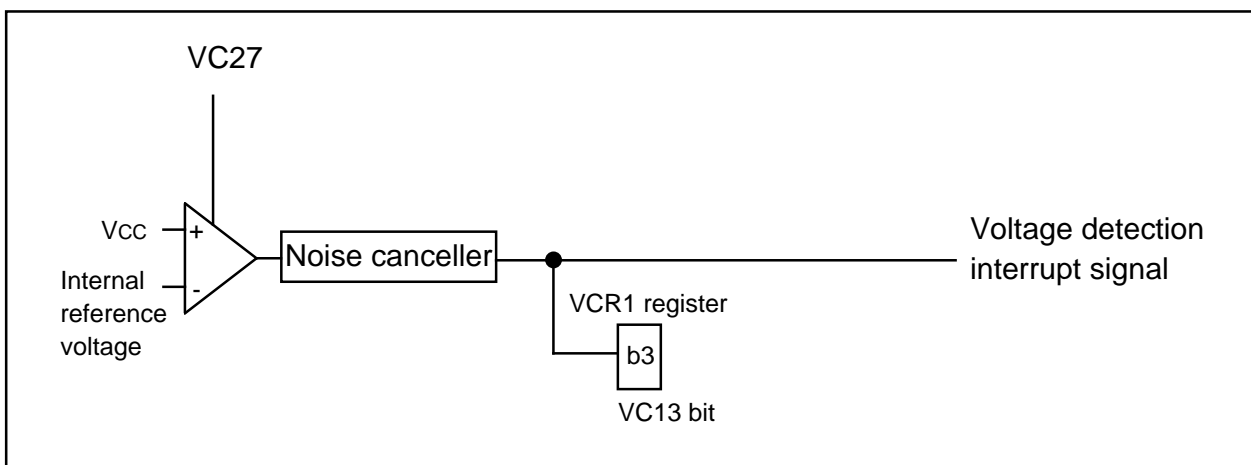 VC27
VCC
+
Internal
reference
voltage
-
Noise canceller
VCR1 register
b3
VC13 bit
Voltage detection
interrupt signal